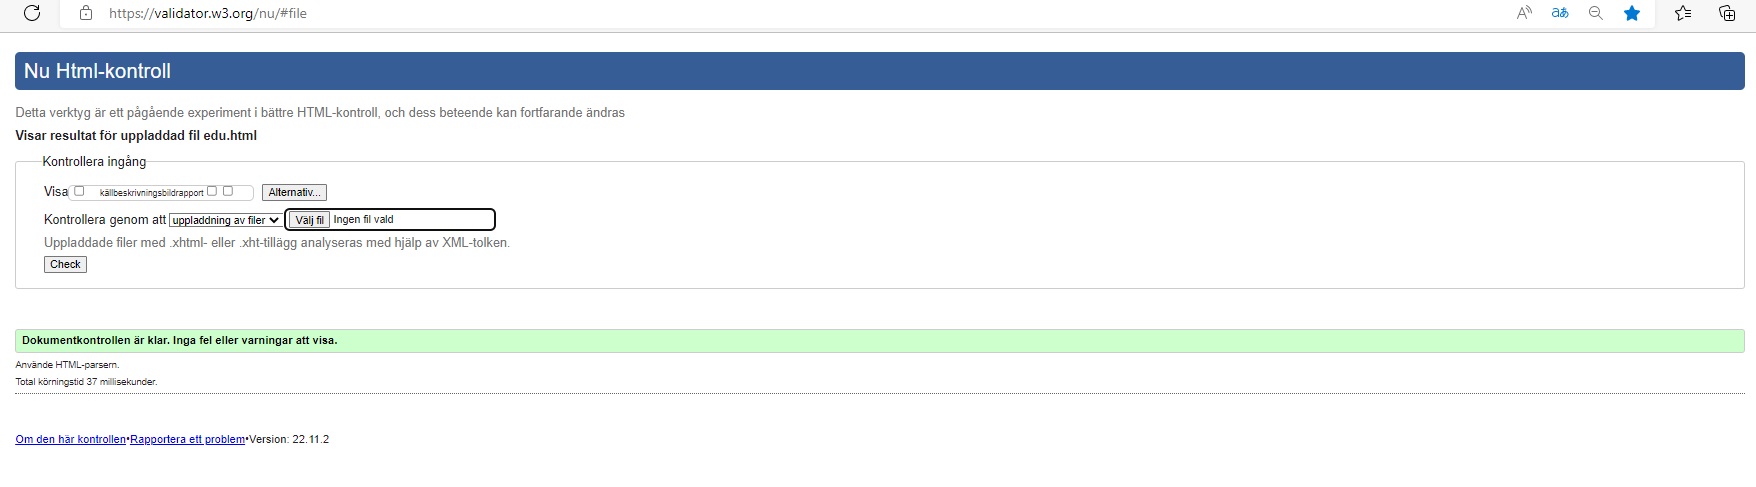 https://validator.w3.org/nu/#file
Nu Html-kontroll
Detta verktyg är ett pågående experiment i bättre HTML-kontroll, och dess beteende kan fortfarande ändras
Visar resultat för uppladdad fil edu.html
Kontrollera ingång
Visa källbeskrivningsbildrapport Alternativ...
Kontrollera genom att uppladdning av filer Välj fil Ingen fil vald
Uppladdade filer med .xhtml- eller .xht-tillägg analyseras med hjälp av XML-tolken.
Check
Dokumentkontrollen är klar. Inga fel eller varningar att visa.
Använde HTML-parsern.
Total körningstid 37 millisekunder.
Om den här kontrollen•Rapportera ett problem•Version: 22.11.2